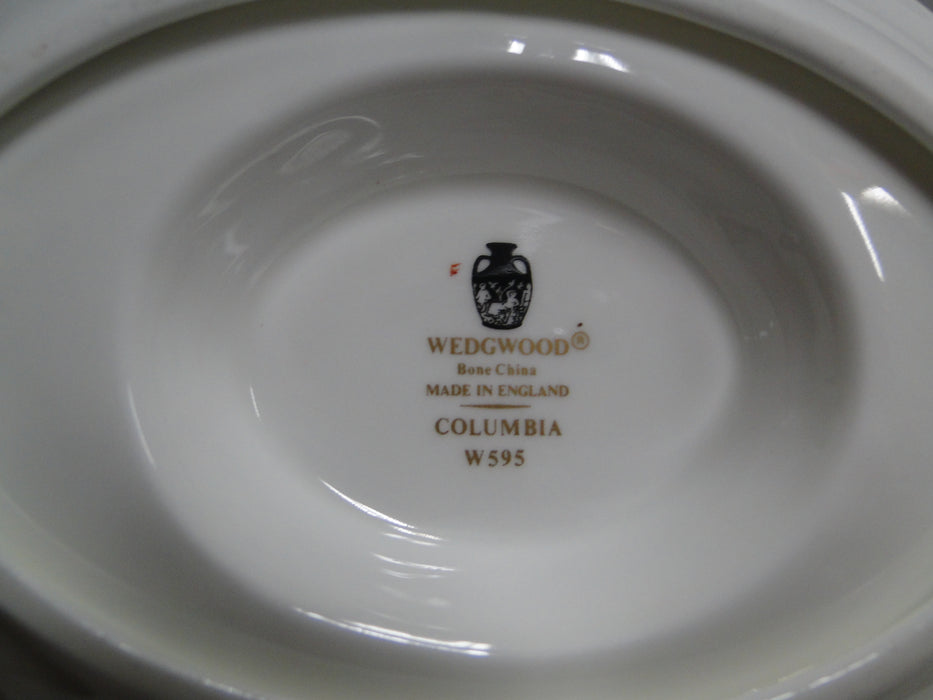 WEDGWOOD®
Bone China
MADE IN ENGLAND
COLUMBIA
W595